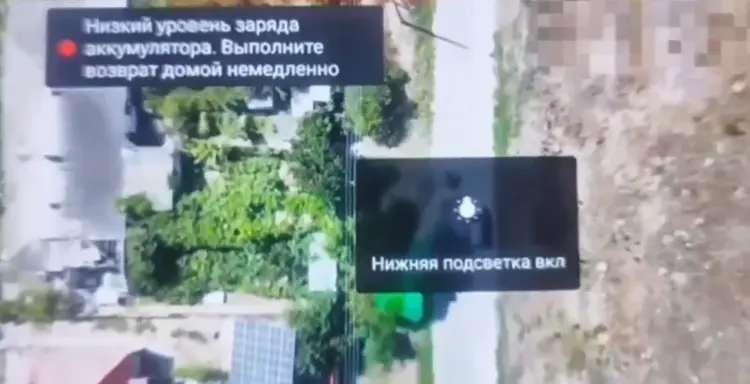 Низкий уровень заряда
аккумулятора. Выполните
возврат домой немедленно
Нижняя подсветка вкл